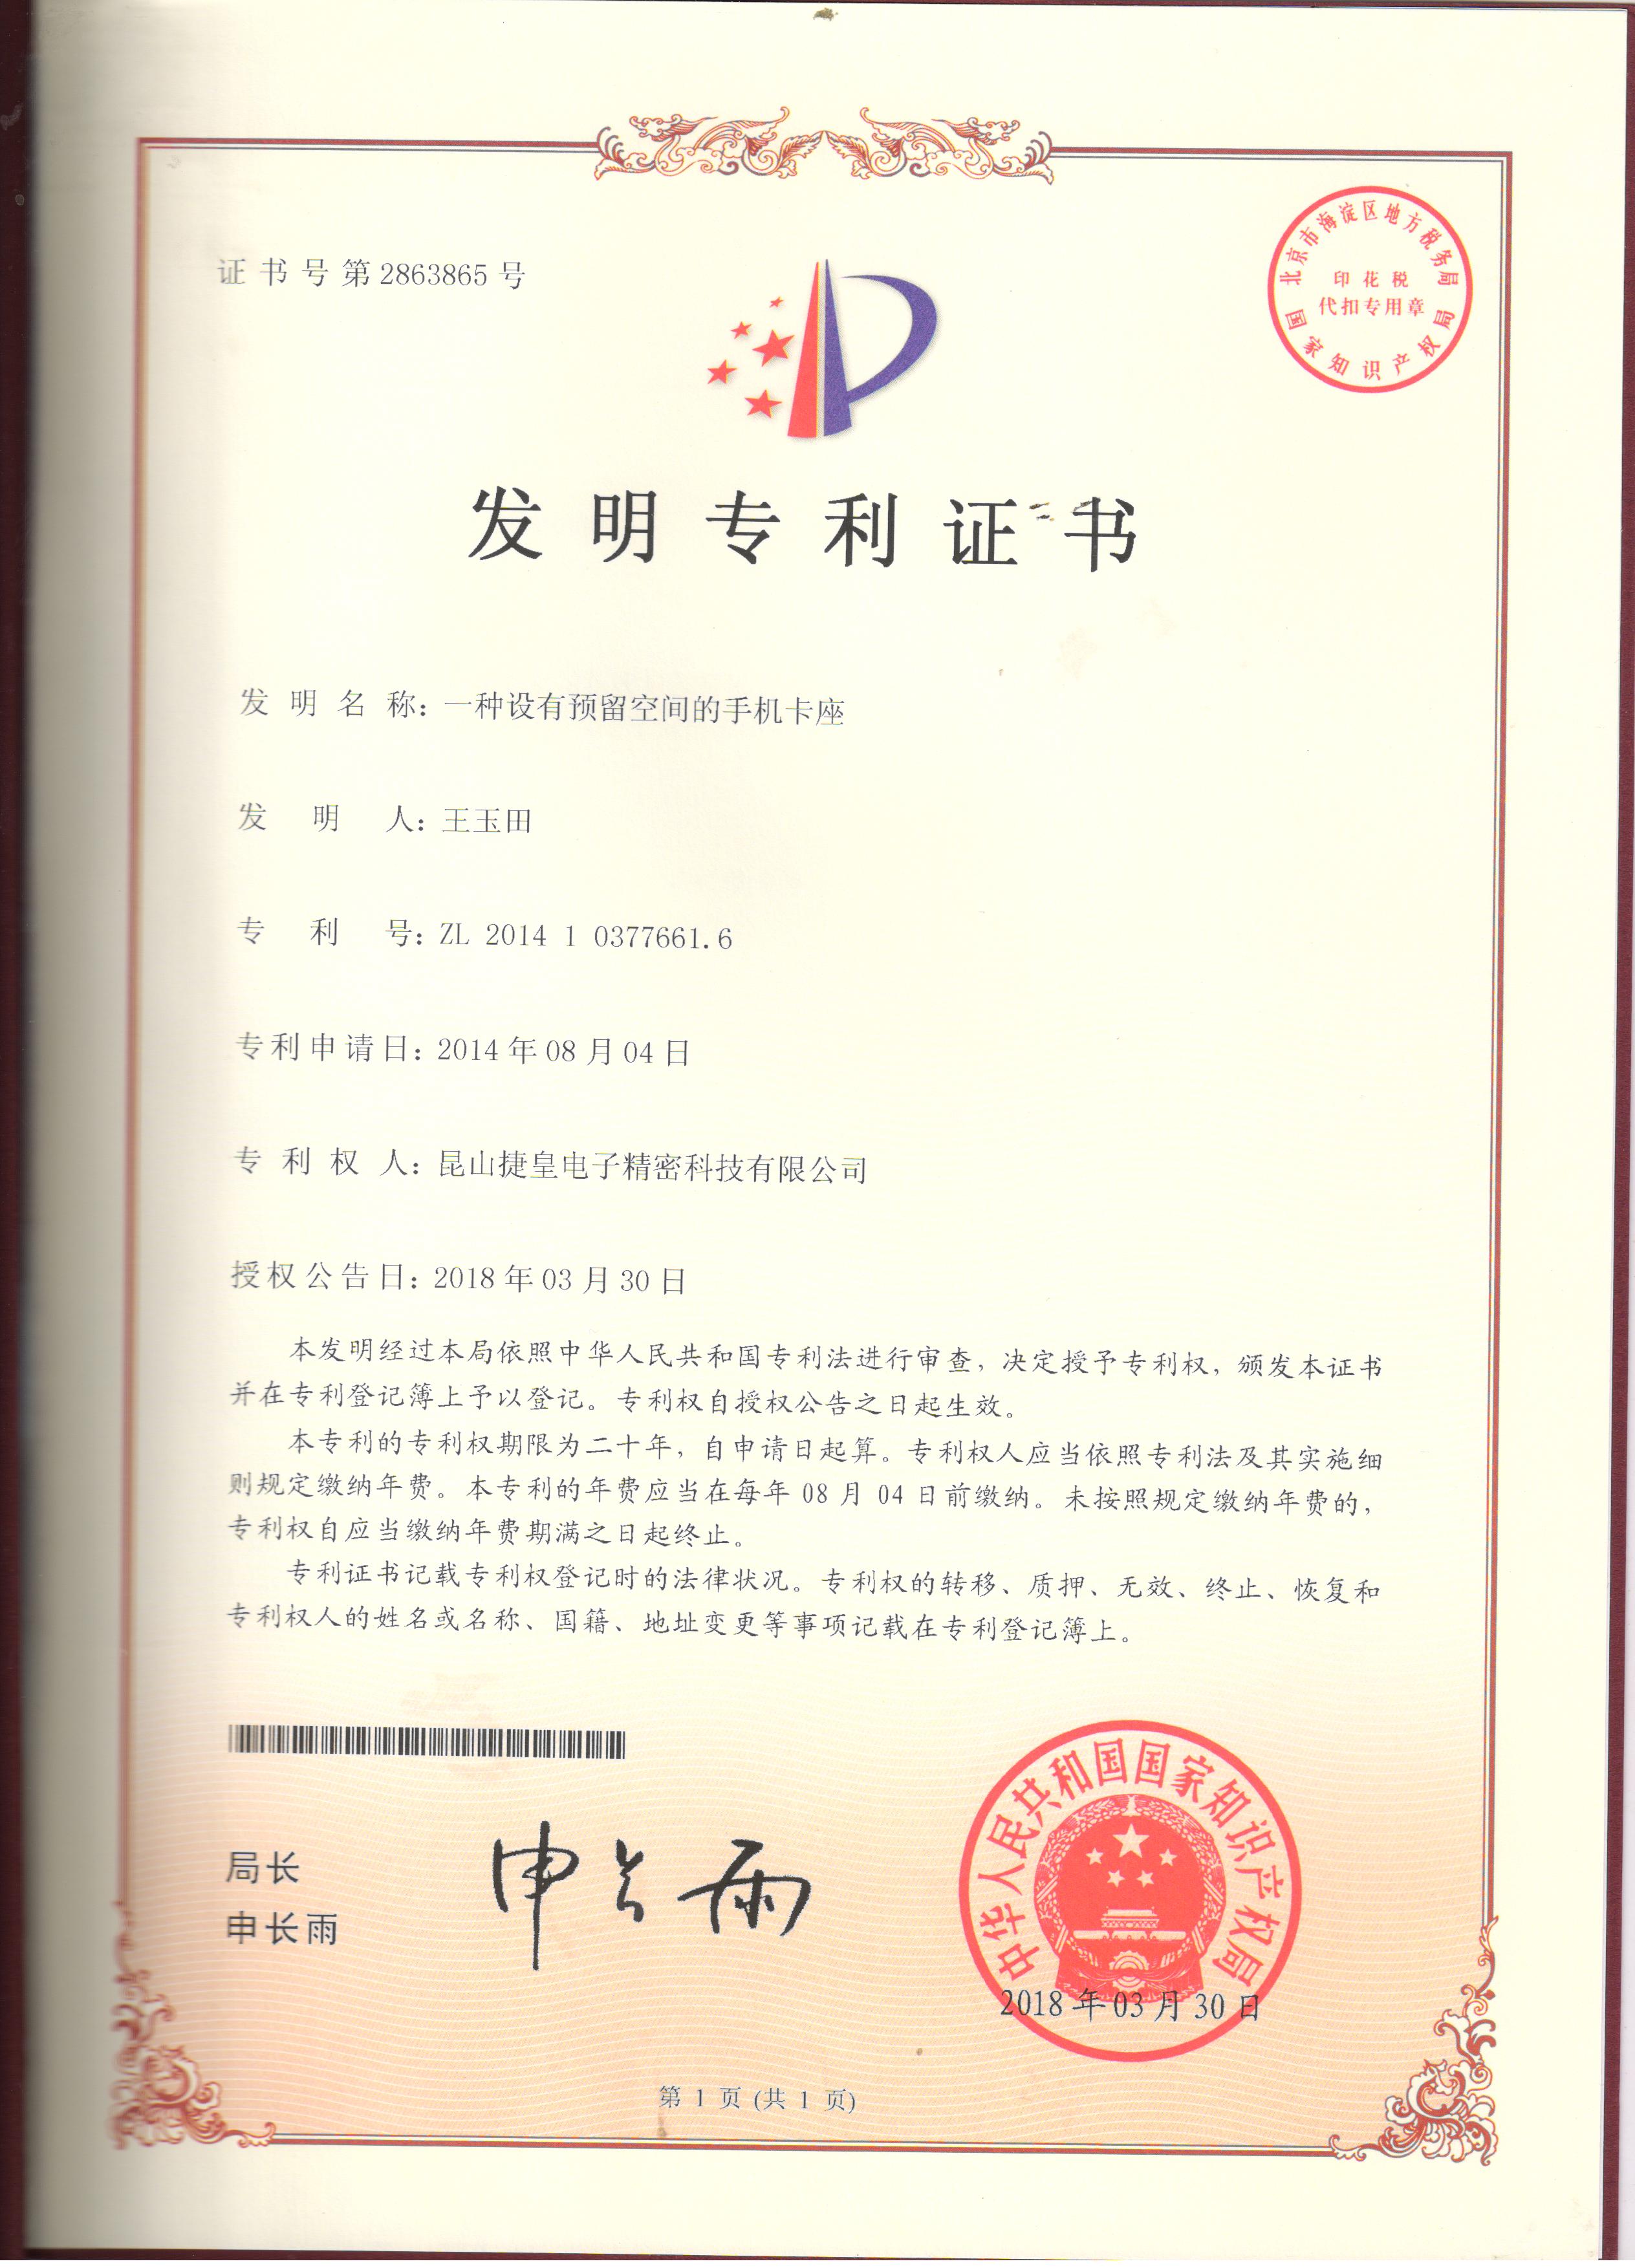 证书号第2863865号
北京市海淀区地方税务局
印花税
代扣专用章
国家知识产权局
发明专利证书
发明名称：一种设有预留空间的手机卡座
发明人：王玉田
专利号：ZL 2014 1 0377661.6
专利申请日：2014年08月04日
专利权人：昆山捷皇电子精密科技有限公司
授权公告日：2018年03月30日
本发明经过本局依照中华人民共和国专利法进行审查，决定授予专利权，颁发本证书
并在专利登记簿上予以登记。专利权自授权公告之日起生效。
本专利的专利权期限为二十年，自申请日起算。专利权人应当依照专利法及其实施细
则规定缴纳年费。本专利的年费应当在每年08月04日前缴纳。未按照规定缴纳年费的，
专利权自应当缴纳年费期满之日起终止。
专利证书记载专利权登记时的法律状况。专利权的转移、质押、无效、终止、恢复和
专利权人的姓名或名称、国籍、地址变更等事项记载在专利登记簿上。
局长
申长雨
申长雨
中华人民共和国国家知识产权局
2018年03月30日
第 1 页 (共 1 页)